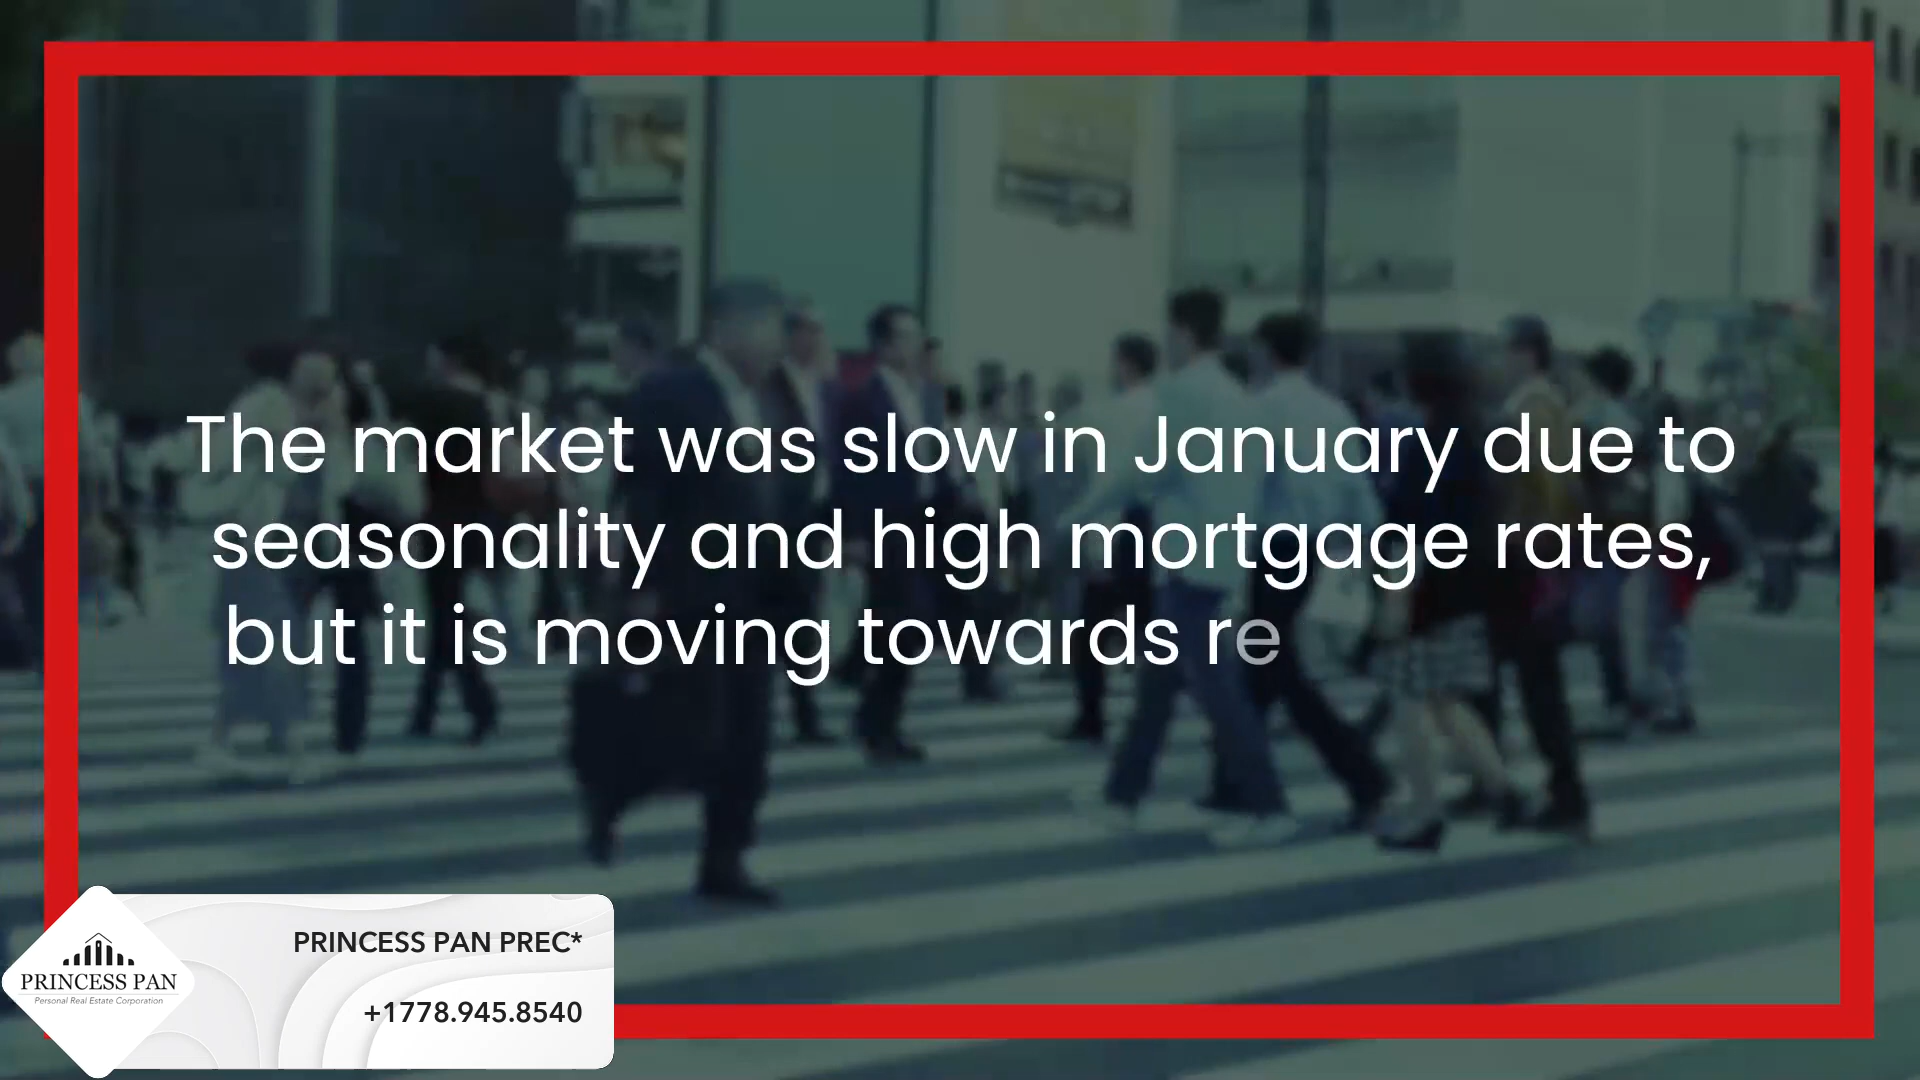 The market was slow in January due to
seasonality and high mortgage rates,
but it is moving towards re
PRINCESS PAN PREC*
PRINCESS PAN
Personal Real Estate Corporation
+1778.945.8540